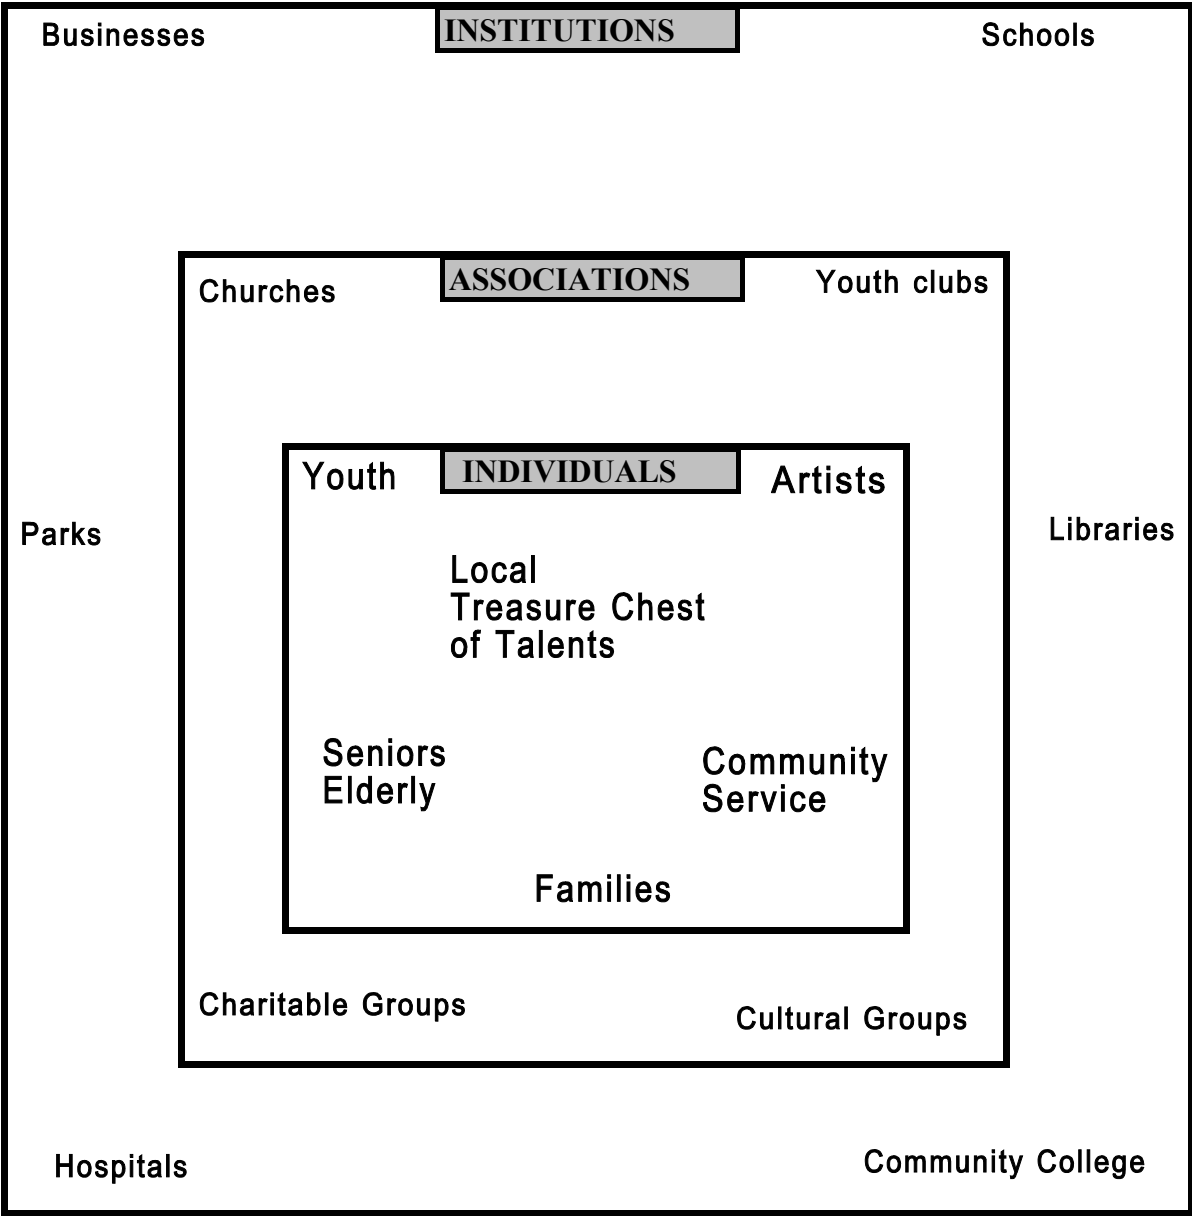 Businesses
INSTITUTIONS
Schools
Churches
ASSOCIATIONS
Youth clubs
Youth
INDIVIDUALS
Artists
Parks
Libraries
Local
Treasure Chest
of Talents
Seniors
Elderly
Community
Service
Families
Charitable Groups
Cultural Groups
Hospitals
Community College